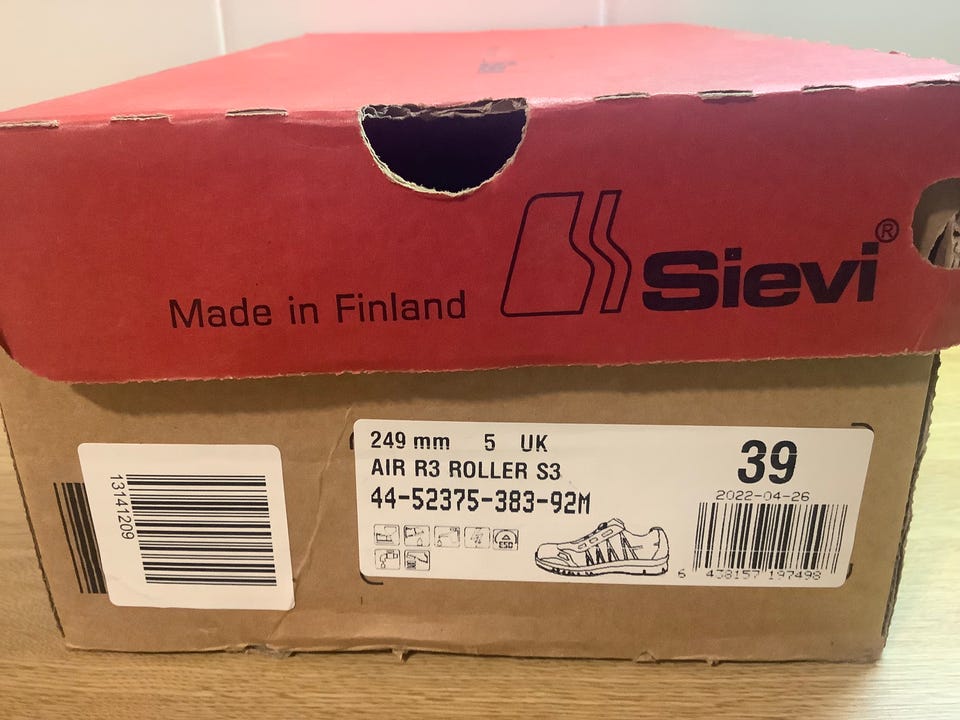 Made in Finland
Sievi®
249 mm 5 UK
39
AIR R3 ROLLER S3
44-52375-383-92M
2022-04-26
ESD
13141209
6 438157 197498